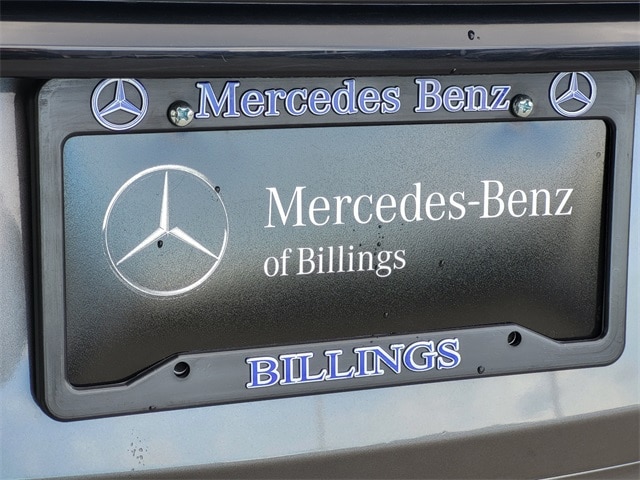 Mercedes Benz
Mercedes-Benz
of Billings
BILLINGS